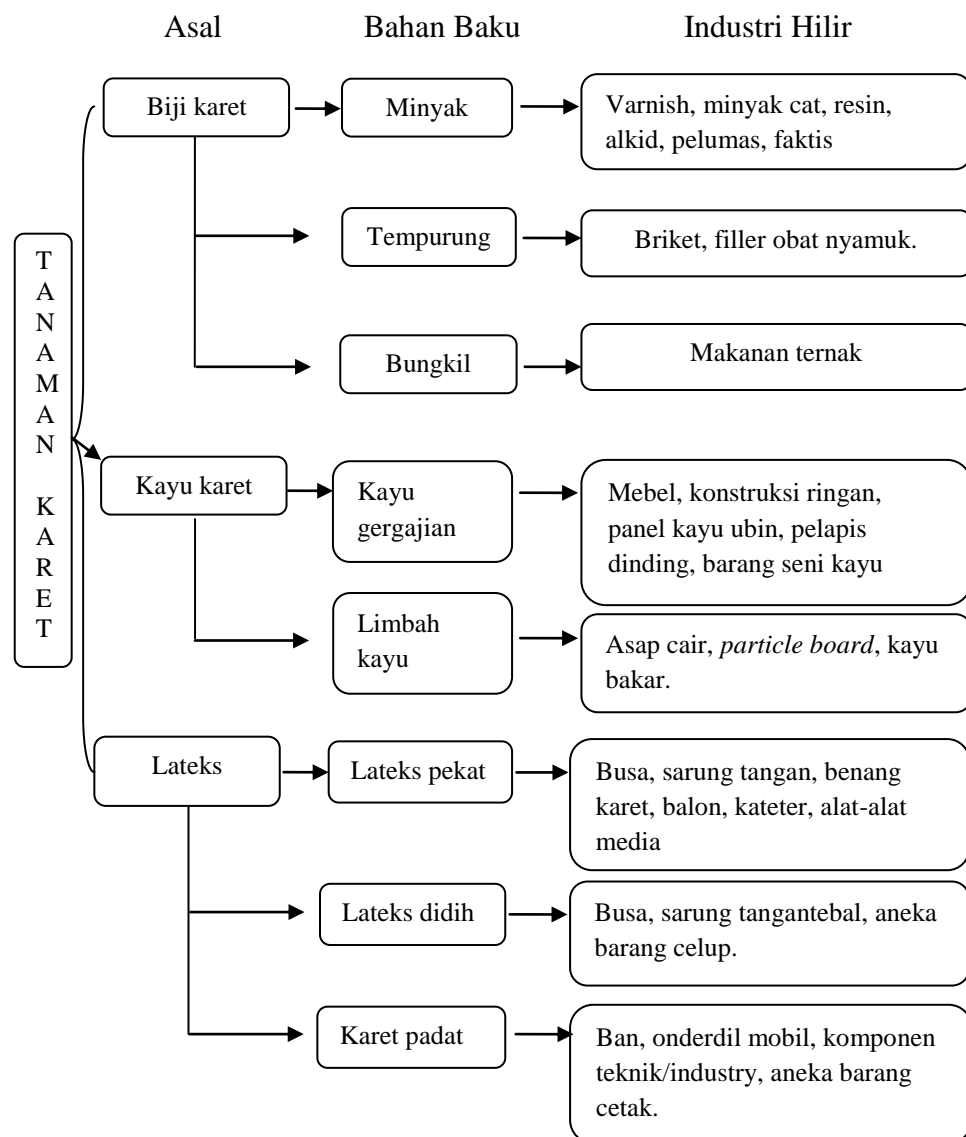 Asal
Bahan Baku
Industri Hilir
TANAMAN KARET
Biji karet
Minyak
Varnish, minyak cat, resin,
alkid, pelumas, faktis
Tempurung
Briket, filler obat nyamuk.
Bungkil
Makanan ternak
Kayu karet
Kayu
gergajian
Mebel, konstruksi ringan,
panel kayu ubin, pelapis
dinding, barang seni kayu
Limbah
kayu
Asap cair, particle board, kayu
bakar.
Lateks
Lateks pekat
Busa, sarung tangan, benang
karet, balon, kateter, alat-alat
media
Lateks didih
Busa, sarung tangantebal, aneka
barang celup.
Karet padat
Ban, onderdil mobil, komponen
teknik/industry, aneka barang
cetak.